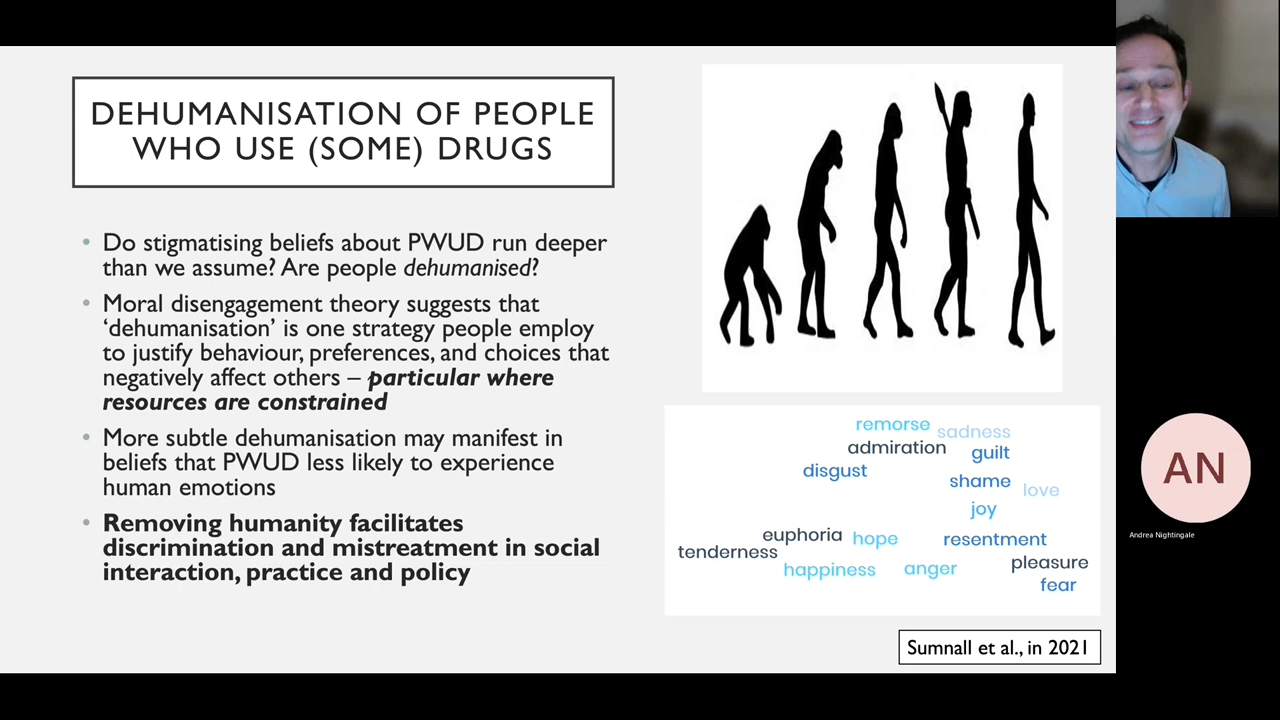 DEHUMANISATION OF PEOPLE
WHO USE (SOME) DRUGS
• Do stigmatising beliefs about PWUD run deeper
than we assume? Are people dehumanised?
• Moral disengagement theory suggests that
‘dehumanisation’ is one strategy people employ
to justify behaviour, preferences, and choices that
negatively affect others – particular where
resources are constrained
• More subtle dehumanisation may manifest in
beliefs that PWUD less likely to experience
human emotions
• Removing humanity facilitates
discrimination and mistreatment in social
interaction, practice and policy
remorse sadness
admiration guilt
disgust
shame love
joy
euphoria hope resentment
tenderness pleasure
happiness anger
fear
Sumnall et al., in 2021
AN
Andrea Nightingale